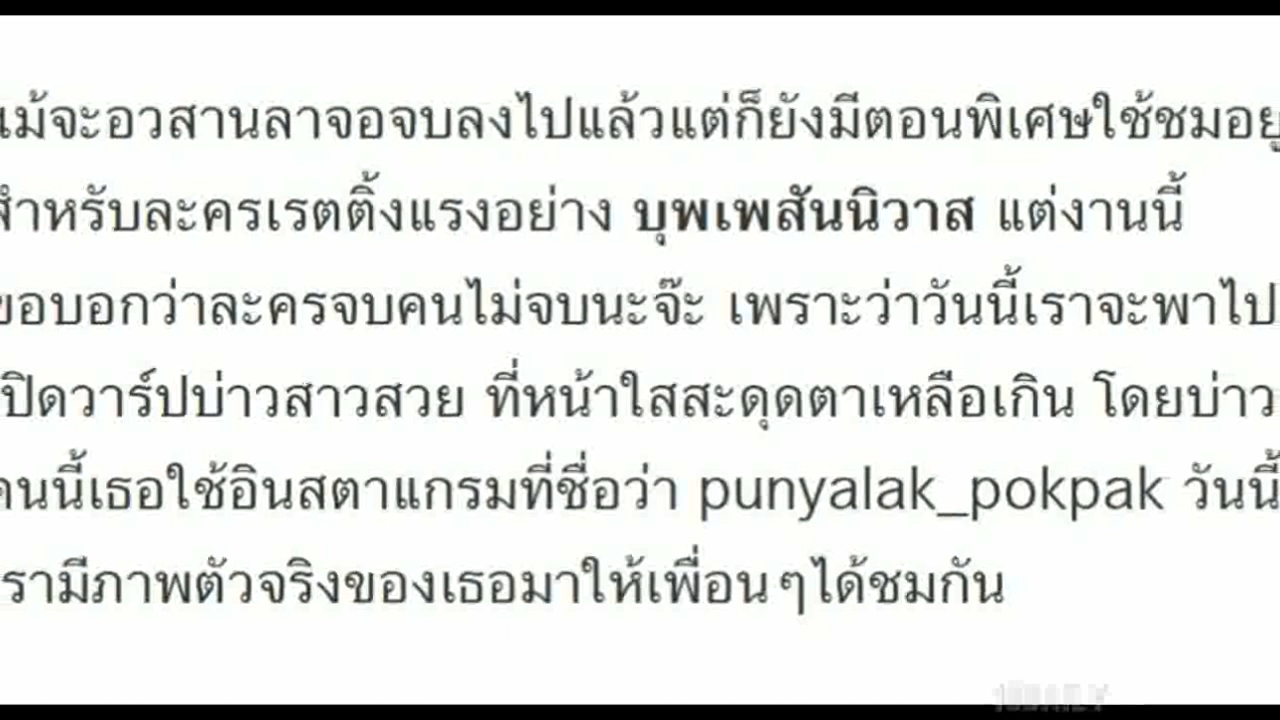 แม้จะอวสานลาจอจบลงไปแล้วแต่ก็ยังมีตอนพิเศษใช้ชมอยู่
สำหรับละครเรตติ้งแรงอย่าง บุพเพสันนิวาส แต่งานนี้
ขอบอกว่าละครจบคนไม่จบนะจ๊ะ เพราะว่าวันนี้เราจะพาไป
เปิดวาร์ปบ่าวสาวสวย ที่หน้าใสสะดุดตาเหลือเกิน โดยบ่าว
คนนี้เธอใช้อินสตาแกรมที่ชื่อว่า punyalak_pokpak วันนี้
เรามีภาพตัวจริงของเธอมาให้เพื่อนๆได้ชมกัน